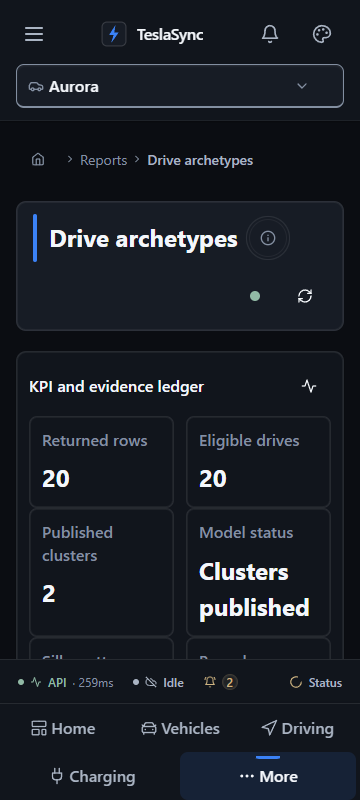 TeslaSync
Aurora
Reports
Drive archetypes
Drive archetypes
KPI and evidence ledger
Returned rows
20
Eligible drives
20
Published
clusters
2
Model status
Clusters
published
API · 259ms
Idle
2
Status
Home
Vehicles
Driving
Charging
More